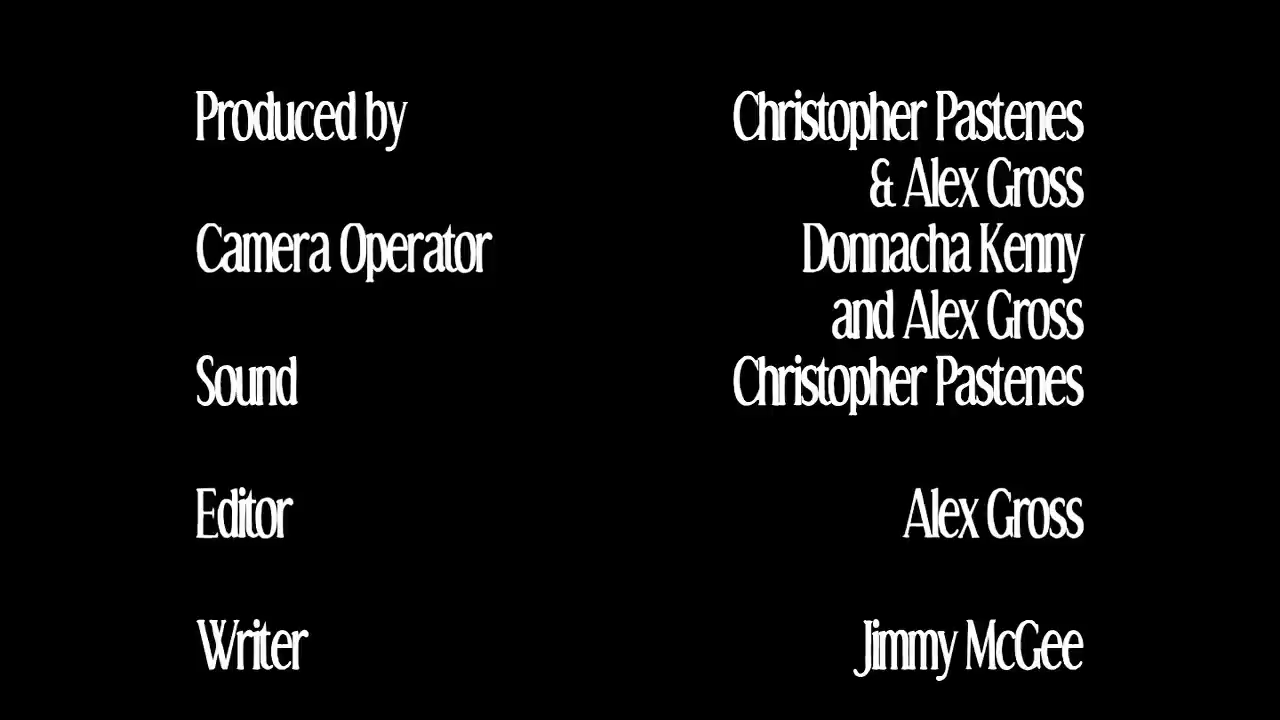 Produced by Christopher Pastenes
& Alex Gross
Camera Operator Donnacha Kenny
and Alex Gross
Sound Christopher Pastenes
Editor Alex Gross
Writer Jimmy McGee